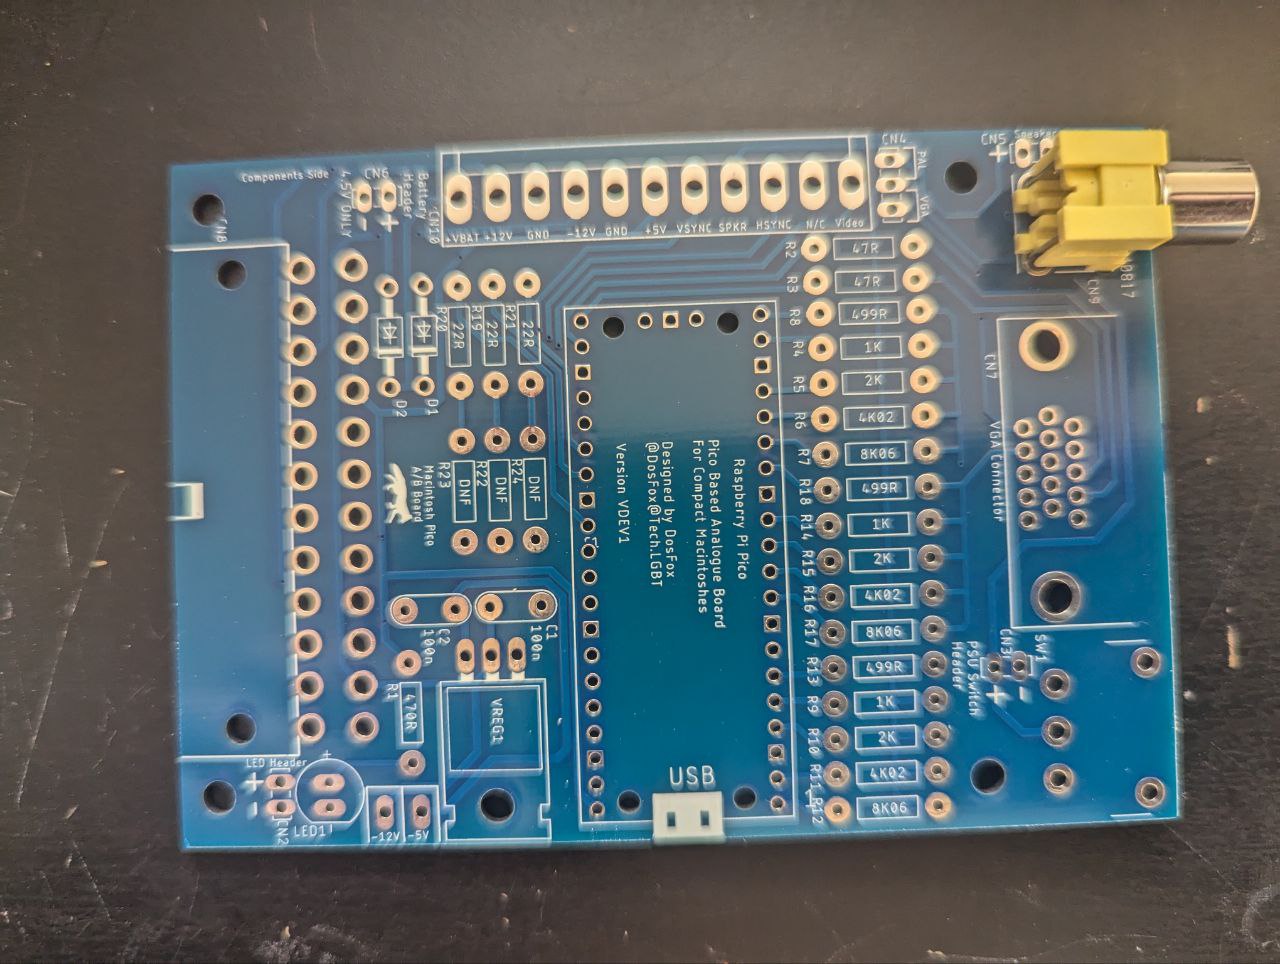 Components Side
CN8
4.5V ONLY
CN6
Battery
Header
-
+
CN10
+VBAT
+12V
GND
-12V
GND
+5V
VSYNC
SPKR
HSYNC
N/C
Video
CN4
PAL
VGA
CN5
+
CN9
0817
R2
47R
R3
47R
R8
499R
R4
1K
R5
2K
R6
4K02
R7
8K06
R18
499R
R14
1K
R15
2K
R16
4K02
R17
8K06
R13
499R
R9
1K
R10
2K
R11
4K02
R12
8K06
R20
22R
R19
22R
R21
22R
D2
D1
R23
DNF
R22
DNF
R24
DNF
Macintosh Pico
A/B Board
Raspberry Pi Pico
Pico Based Analogue Board
For Compact Macintoshes
Designed by DosFox
@DosFox@Tech.LGBT
Version VDEV1
USB
CN7
VGA Connector
C2
100n
C1
100n
R1
470R
VREG1
LED Header
+
-
CN2
+
LED1
-12V
-5V
SW1
CN3
PSU Switch
Header
+
-